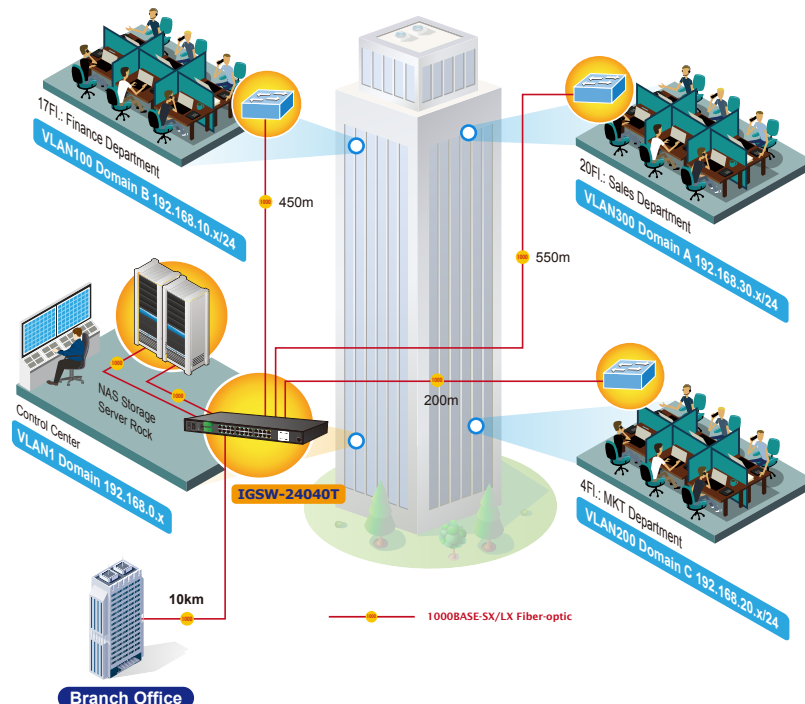 17Fl.: Finance Department
VLAN100 Domain B 192.168.10.x/24
1000
450m
20Fl.: Sales Department
VLAN300 Domain A 192.168.30.x/24
1000
550m
1000
1000
NAS Storage
Server Rock
Control Center
VLAN1 Domain 192.168.0.x
1000
200m
IGSW-24040T
4Fl.: MKT Department
VLAN200 Domain C 192.168.20.x/24
10km
1000
1000
1000BASE-SX/LX Fiber-optic
Branch Office